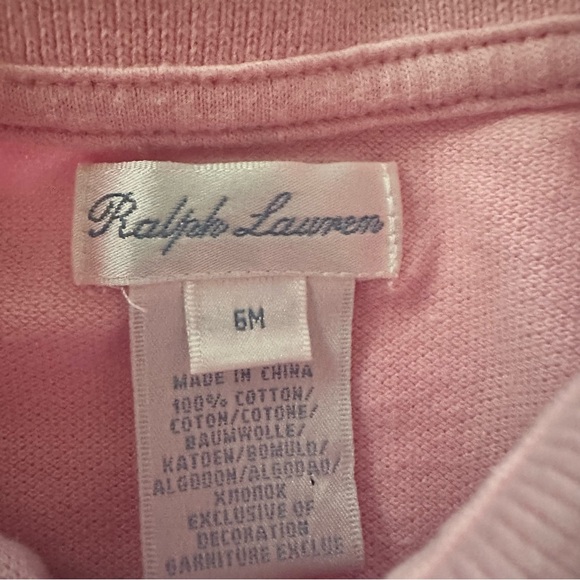 Ralph Lauren
6M
MADE IN CHINA
100% COTTON/
COTON/COTONE/
BAUMWOLLE/
KATOEN/BOMULD/
ALGODON/ALGODAO/
ХЛОПОК
EXCLUSIVE OF
DECORATION
GARNITURE EXCLUE